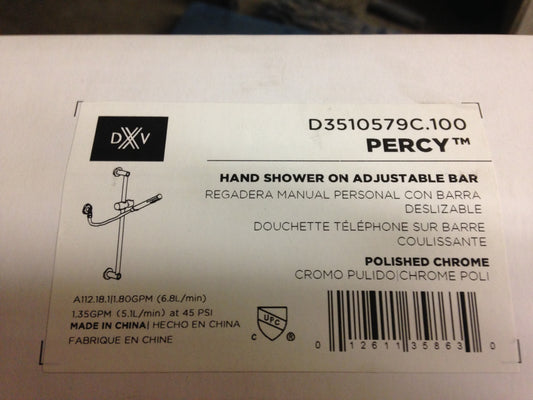 DXV
D3510579C.100
PERCY™
HAND SHOWER ON ADJUSTABLE BAR
REGADERA MANUAL PERSONAL CON BARRA
DESLIZABLE
DOUCHETTE TÉLÉPHONE SUR BARRE
COULISSANTE
POLISHED CHROME
CROMO PULIDO|CHROME POLI
A112.18.1|1.80GPM (6.8L/min)
1.35GPM (5.1L/min) at 45 PSI
MADE IN CHINA| HECHO EN CHINA
FABRIQUE EN CHINE
C UPC ®
0 12611 35863 0